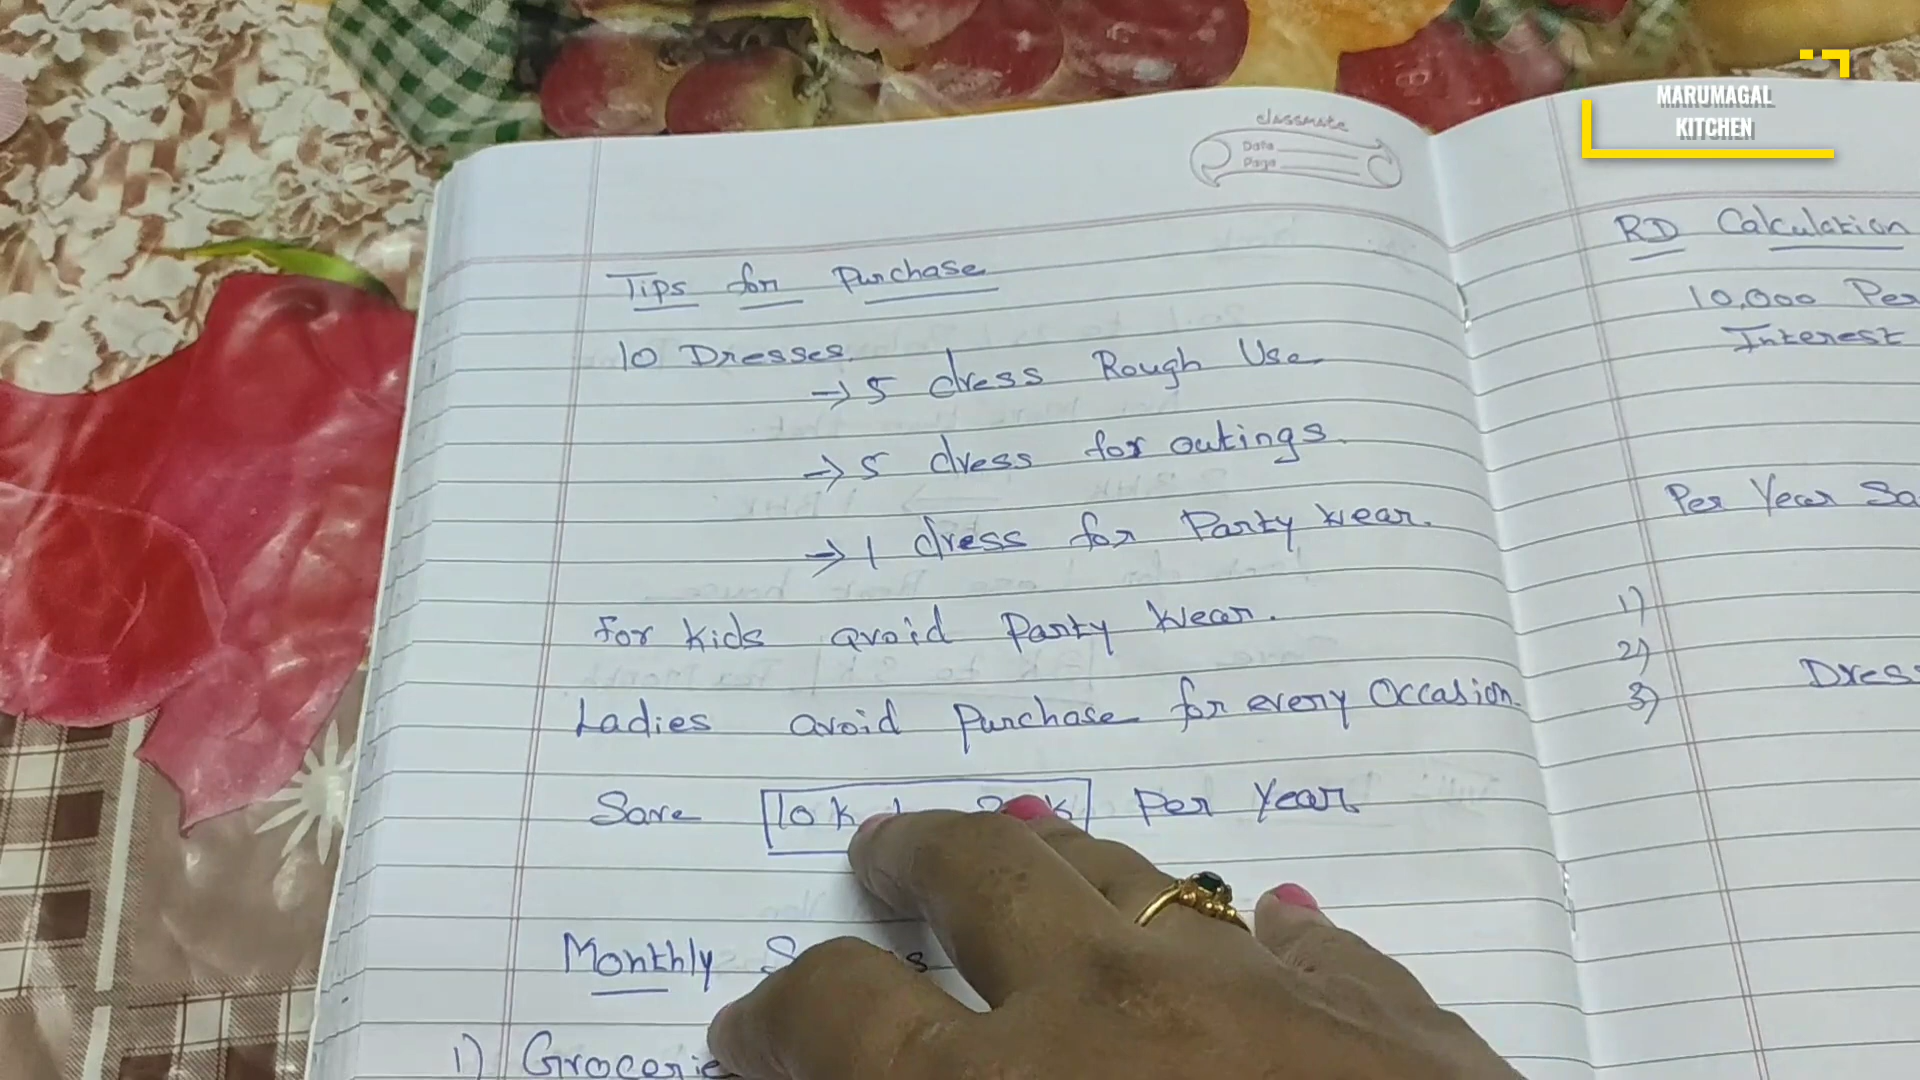 MARUMAGAL
KITCHEN
classmate
Date
Page
Tips for Purchase
10 Dresses.
→ 5 dress Rough Use
→ 5 dress for outings.
→ 1 dress for Party wear.
For kids avoid Party wear.
Ladies avoid purchase for every Occasion.
Save 10k Per Year
Monthly
1) Grocerie
RD Calculation
10,000 Per
Interest
Per Year Sa
1)
2)
3) Dress